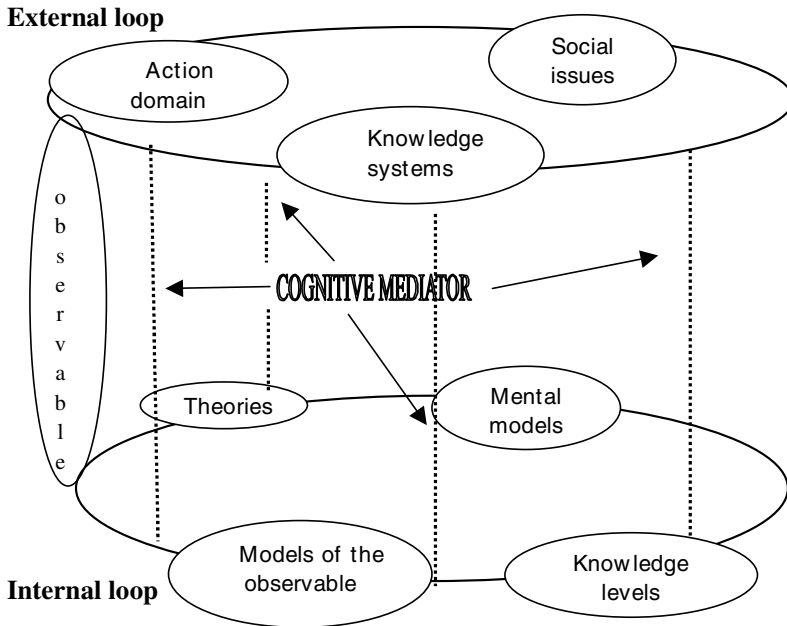 External loop
Action
domain
Social
issues
Knowledge
systems
observable
COGNITIVE MEDIATOR
Theories
Mental
models
Models of the
observable
Knowledge
levels
Internal loop